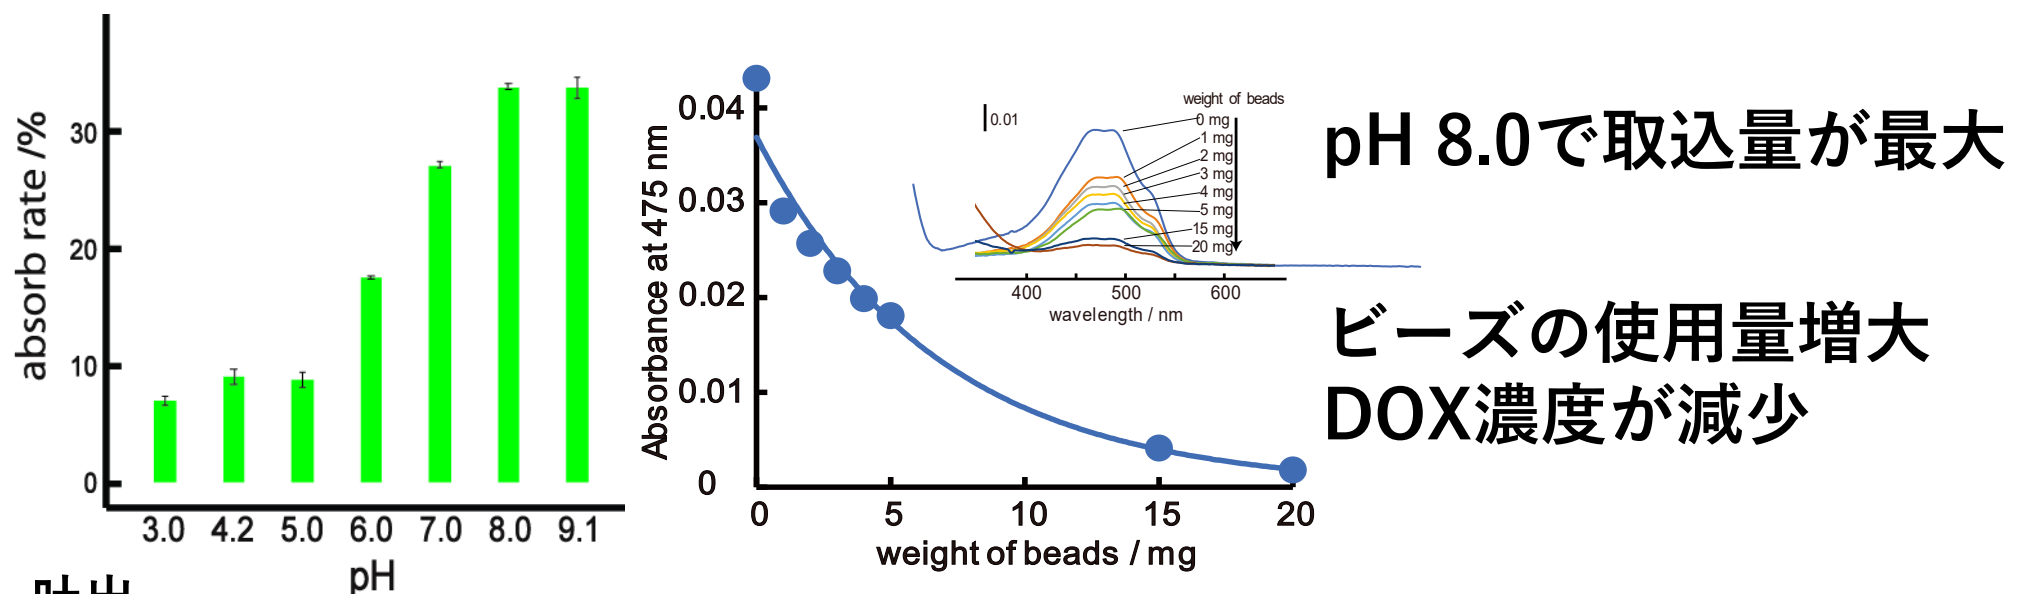 absorb rate /%
30
20
10
0
3.0 4.2 5.0 6.0 7.0 8.0 9.1
pH
Absorbance at 475 nm
0.04
0.03
0.02
0.01
0
0 5 10 15 20
weight of beads / mg
0.01
weight of beads
0 mg
1 mg
2 mg
3 mg
4 mg
5 mg
15 mg
20 mg
400 500 600
wavelength / nm
pH 8.0で取込量が最大
ビーズの使用量増大
DOX濃度が減少